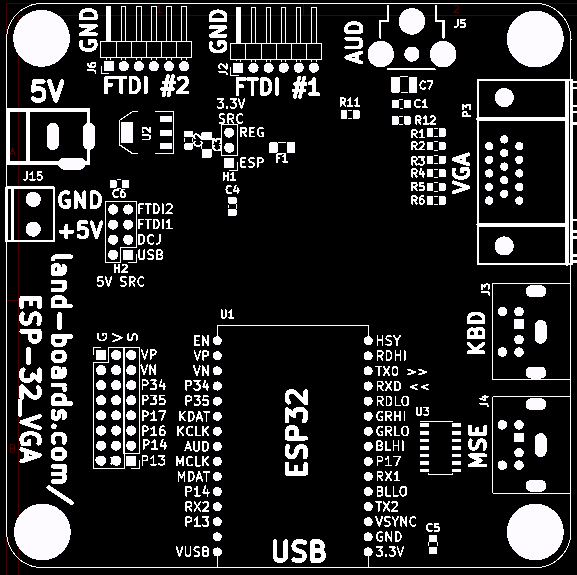 GND
J6
FTDI #2
GND
J2
FTDI #1
AUD
J5
C7
C1
R12
R11
P3
5V
U2
3.3V
SRC
REG
ESP
H1
F1
R1
R2
R3
R4
R5
R6
VGA
J15
GND
+5V
C6
C4
FTDI2
FTDI1
DCJ
USB
H2
5V SRC
land-boards.com/
ESP-32_VGA
G V S
VP
VN
P34
P35
P17
P16
P14
P13
U1
EN
VP
VN
P34
P35
KDAT
KCLK
AUD
MCLK
MDAT
P14
RX2
P13
VUSB
ESP32
USB
HSY
RDHI
TXO >>
RXD <<
RDLO
GRHI
GRLO
BLHI
P17
RX1
BLLO
TX2
VSYNC
GND
3.3V
U3
C5
J3
KBD
J4
MSE